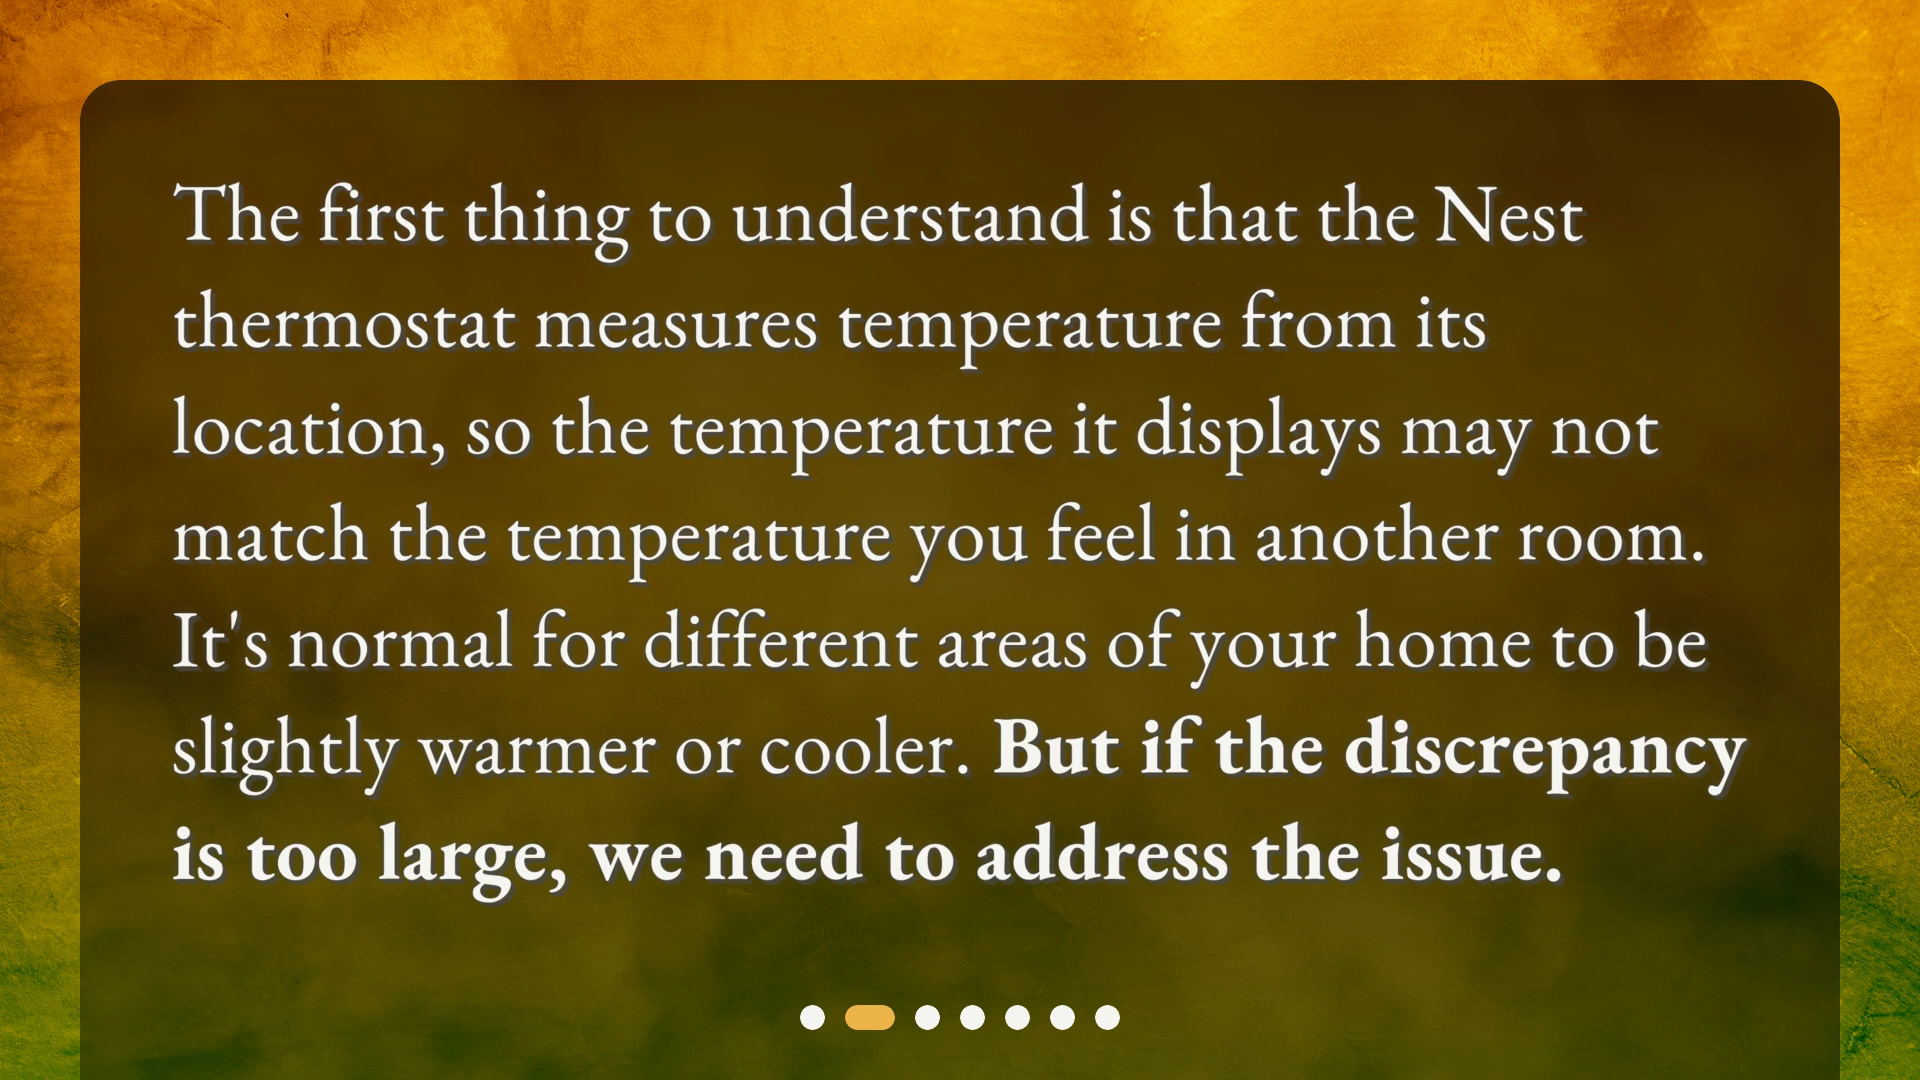 The first thing to understand is that the Nest
thermostat measures temperature from its
location, so the temperature it displays may not
match the temperature you feel in another room.
It's normal for different areas of your home to be
slightly warmer or cooler. But if the discrepancy
is too large, we need to address the issue.